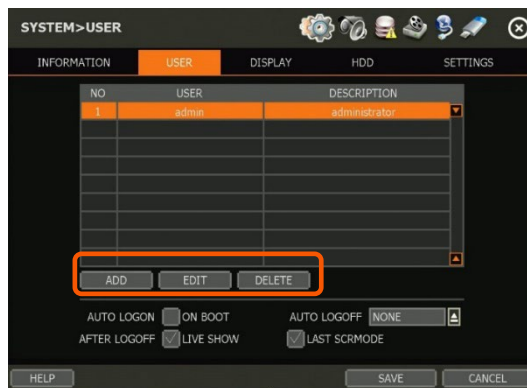 SYSTEM>USER
INFORMATION USER DISPLAY HDD SETTINGS
NO USER DESCRIPTION
1 admin administrator
ADD EDIT DELETE
AUTO LOGON ON BOOT AUTO LOGOFF NONE
AFTER LOGOFF LIVE SHOW LAST SCRMODE
HELP SAVE CANCEL